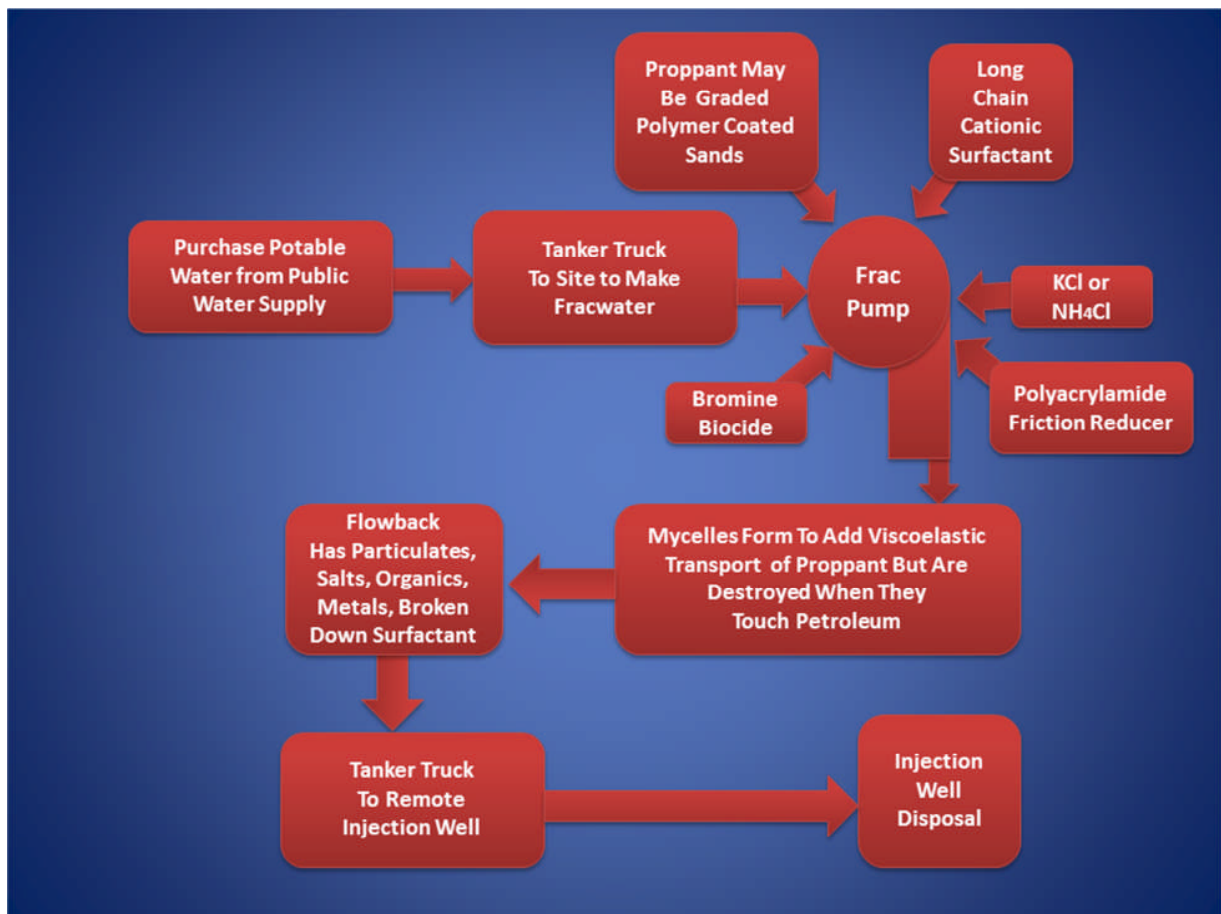 Proppant May
Be Graded
Polymer Coated
Sands
Long
Chain
Cationic
Surfactant
Purchase Potable
Water from Public
Water Supply
Tanker Truck
To Site to Make
Fracwater
Frac
Pump
KCl or
NH4Cl
Bromine
Biocide
Polyacrylamide
Friction Reducer
Flowback
Has Particulates,
Salts, Organics,
Metals, Broken
Down Surfactant
Mycelles Form To Add Viscoelastic
Transport of Proppant But Are
Destroyed When They
Touch Petroleum
Tanker Truck
To Remote
Injection Well
Injection
Well
Disposal